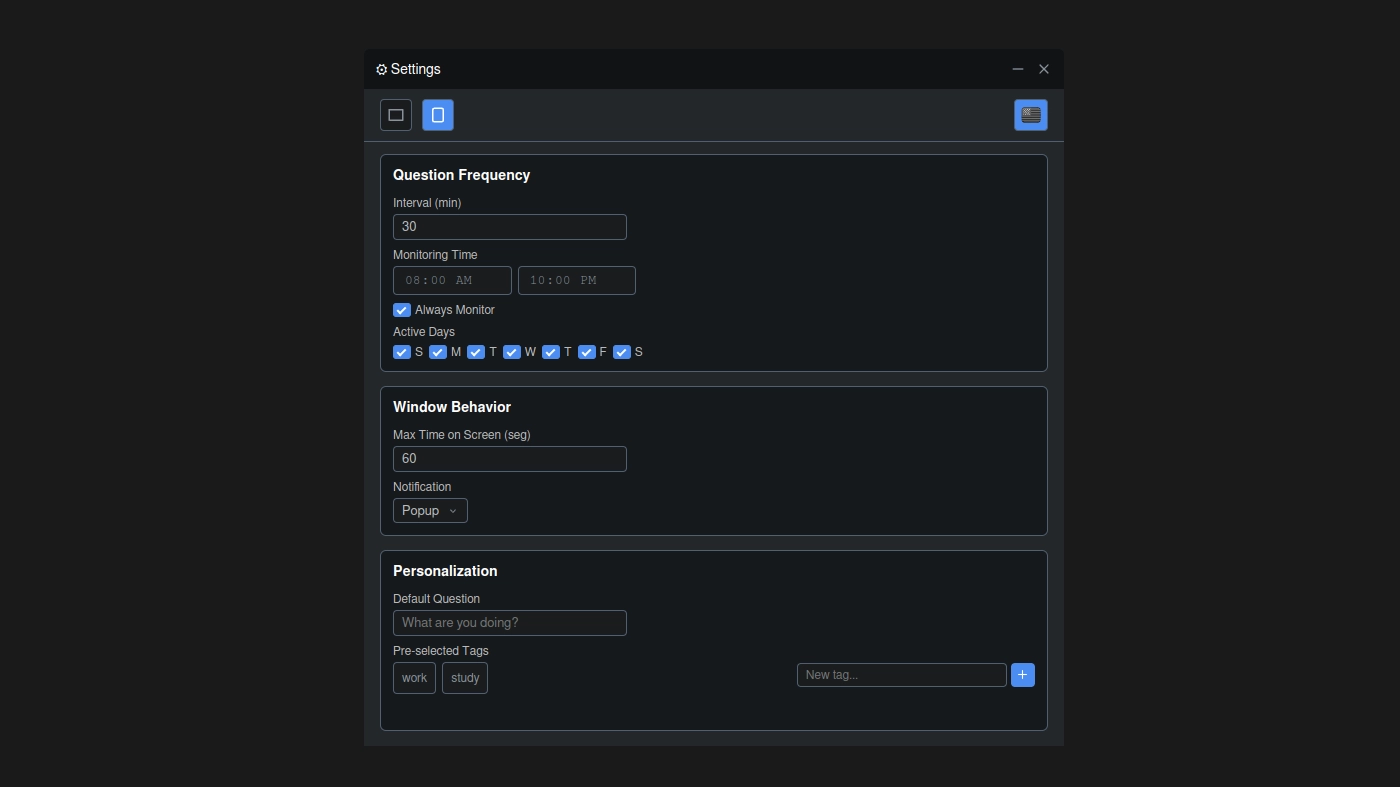 Settings
Question Frequency
Interval (min)
30
Monitoring Time
08:00 AM 10:00 PM
Always Monitor
Active Days
S M T W T F S
Window Behavior
Max Time on Screen (seg)
60
Notification
Popup
Personalization
Default Question
What are you doing?
Pre-selected Tags
work study New tag... +